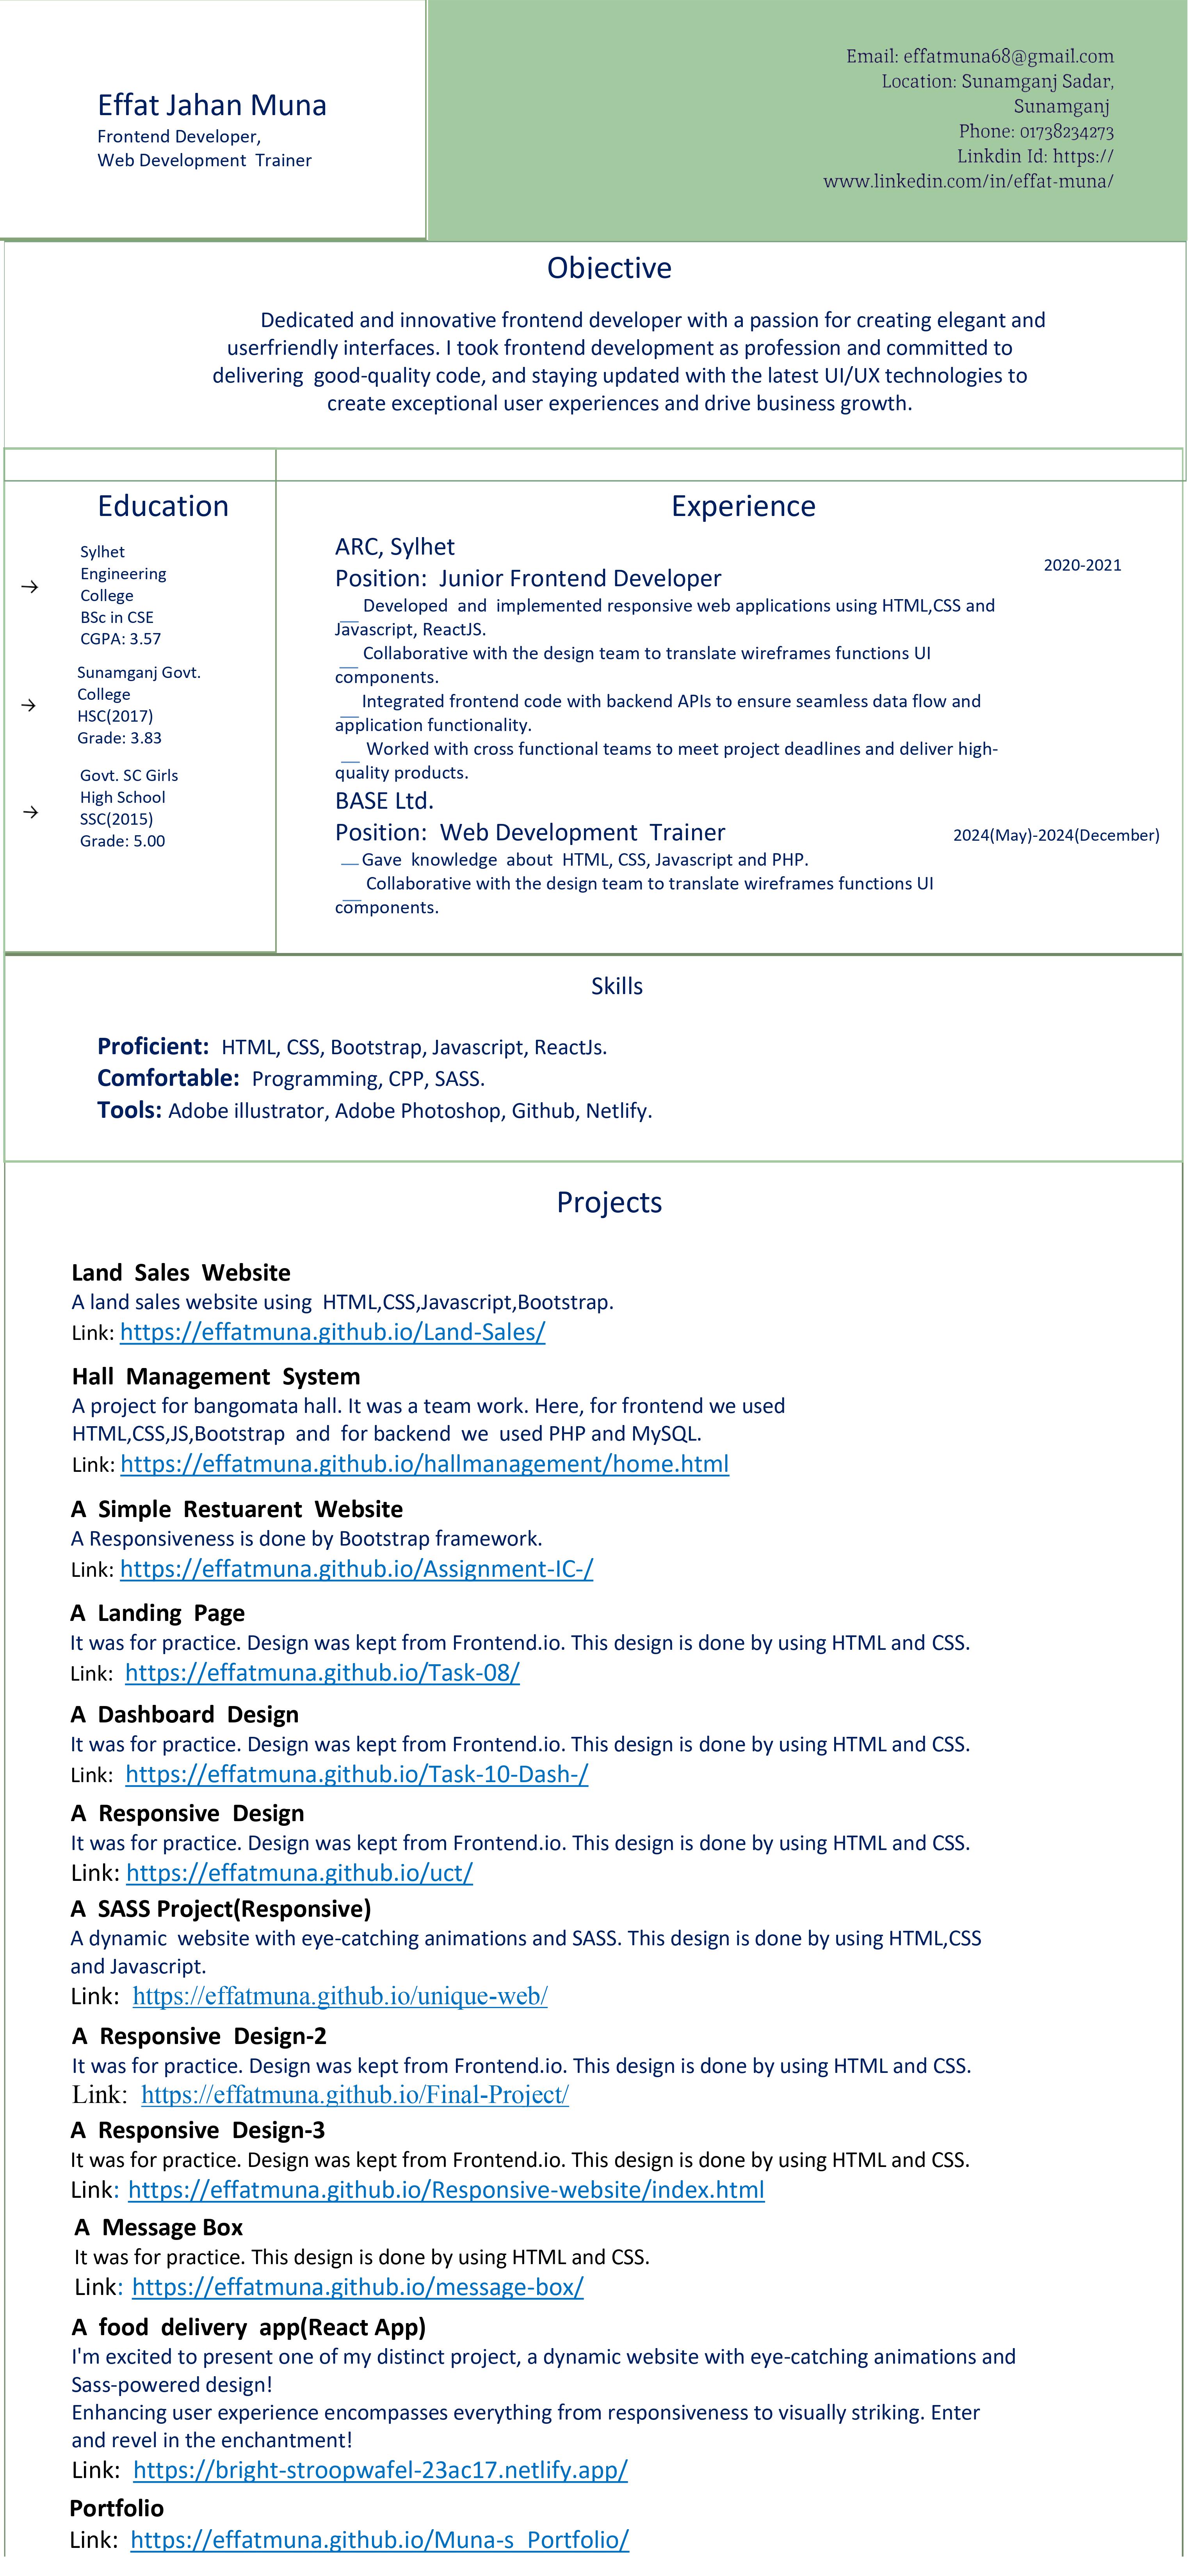 Effat Jahan Muna
Frontend Developer,
Web Development Trainer
Email: effatmuna68@gmail.com
Location: Sunamganj Sadar,
Sunamganj
Phone: 01738234273
Linkdin Id: https://
www.linkedin.com/in/effat-muna/
Objective
Dedicated and innovative frontend developer with a passion for creating elegant and
userfriendly interfaces. I took frontend development as profession and committed to
delivering good-quality code, and staying updated with the latest UI/UX technologies to
create exceptional user experiences and drive business growth.
Education
→ Sylhet
Engineering
College
BSc in CSE
CGPA: 3.57
→ Sunamganj Govt.
College
HSC(2017)
Grade: 3.83
→ Govt. SC Girls
High School
SSC(2015)
Grade: 5.00
Experience
ARC, Sylhet
2020-2021
Position: Junior Frontend Developer
Developed and implemented responsive web applications using HTML,CSS and
Javascript, ReactJS.
Collaborative with the design team to translate wireframes functions UI
components.
Integrated frontend code with backend APIs to ensure seamless data flow and
application functionality.
Worked with cross functional teams to meet project deadlines and deliver high-
quality products.
BASE Ltd.
Position: Web Development Trainer
2024(May)-2024(December)
Gave knowledge about HTML, CSS, Javascript and PHP.
Collaborative with the design team to translate wireframes functions UI
components.
Skills
Proficient: HTML, CSS, Bootstrap, Javascript, ReactJs.
Comfortable: Programming, CPP, SASS.
Tools: Adobe illustrator, Adobe Photoshop, Github, Netlify.
Projects
Land Sales Website
A land sales website using HTML,CSS,Javascript,Bootstrap.
Link: https://effatmuna.github.io/Land-Sales/
Hall Management System
A project for bangomata hall. It was a team work. Here, for frontend we used
HTML,CSS,JS,Bootstrap and for backend we used PHP and MySQL.
Link: https://effatmuna.github.io/hallmanagement/home.html
A Simple Restuarent Website
A Responsiveness is done by Bootstrap framework.
Link: https://effatmuna.github.io/Assignment-IC-/
A Landing Page
It was for practice. Design was kept from Frontend.io. This design is done by using HTML and CSS.
Link: https://effatmuna.github.io/Task-08/
A Dashboard Design
It was for practice. Design was kept from Frontend.io. This design is done by using HTML and CSS.
Link: https://effatmuna.github.io/Task-10-Dash-/
A Responsive Design
It was for practice. Design was kept from Frontend.io. This design is done by using HTML and CSS.
Link: https://effatmuna.github.io/uct/
A SASS Project(Responsive)
A dynamic website with eye-catching animations and SASS. This design is done by using HTML,CSS
and Javascript.
Link: https://effatmuna.github.io/unique-web/
A Responsive Design-2
It was for practice. Design was kept from Frontend.io. This design is done by using HTML and CSS.
Link: https://effatmuna.github.io/Final-Project/
A Responsive Design-3
It was for practice. Design was kept from Frontend.io. This design is done by using HTML and CSS.
Link: https://effatmuna.github.io/Responsive-website/index.html
A Message Box
It was for practice. This design is done by using HTML and CSS.
Link: https://effatmuna.github.io/message-box/
A food delivery app(React App)
I'm excited to present one of my distinct project, a dynamic website with eye-catching animations and
Sass-powered design!
Enhancing user experience encompasses everything from responsiveness to visually striking. Enter
and revel in the enchantment!
Link: https://bright-stroopwafel-23ac17.netlify.app/
Portfolio
Link: https://effatmuna.github.io/Muna-s_Portfolio/